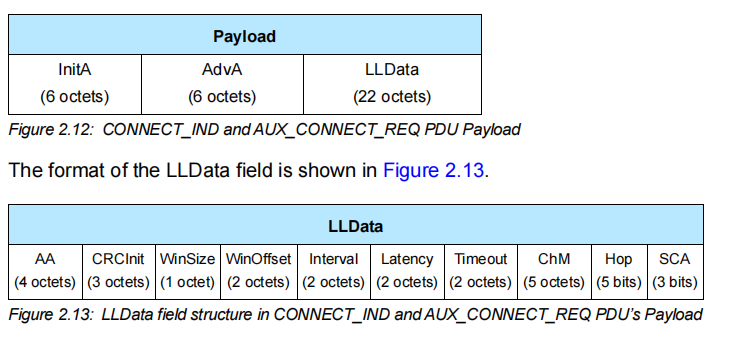 Payload
InitA AdvA LLData
(6 octets) (6 octets) (22 octets)
Figure 2.12: CONNECT_IND and AUX_CONNECT_REQ PDU Payload
The format of the LLData field is shown in Figure 2.13.
LLData
AA CRCInit WinSize WinOffset Interval Latency Timeout ChM Hop SCA
(4 octets) (3 octets) (1 octet) (2 octets) (2 octets) (2 octets) (2 octets) (5 octets) (5 bits) (3 bits)
Figure 2.13: LLData field structure in CONNECT_IND and AUX_CONNECT_REQ PDU's Payload